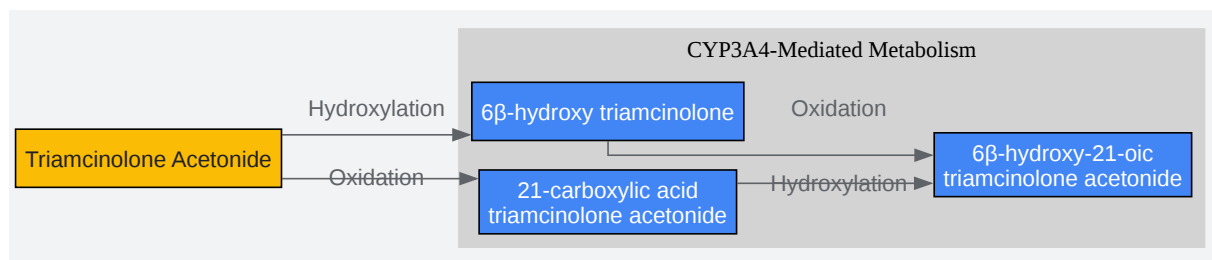 CYP3A4-Mediated Metabolism
Triamcinolone Acetonide
Hydroxylation
Oxidation
6β-hydroxy triamcinolone
21-carboxylic acid
triamcinolone acetonide
Oxidation
Hydroxylation
6β-hydroxy-21-oic
triamcinolone acetonide